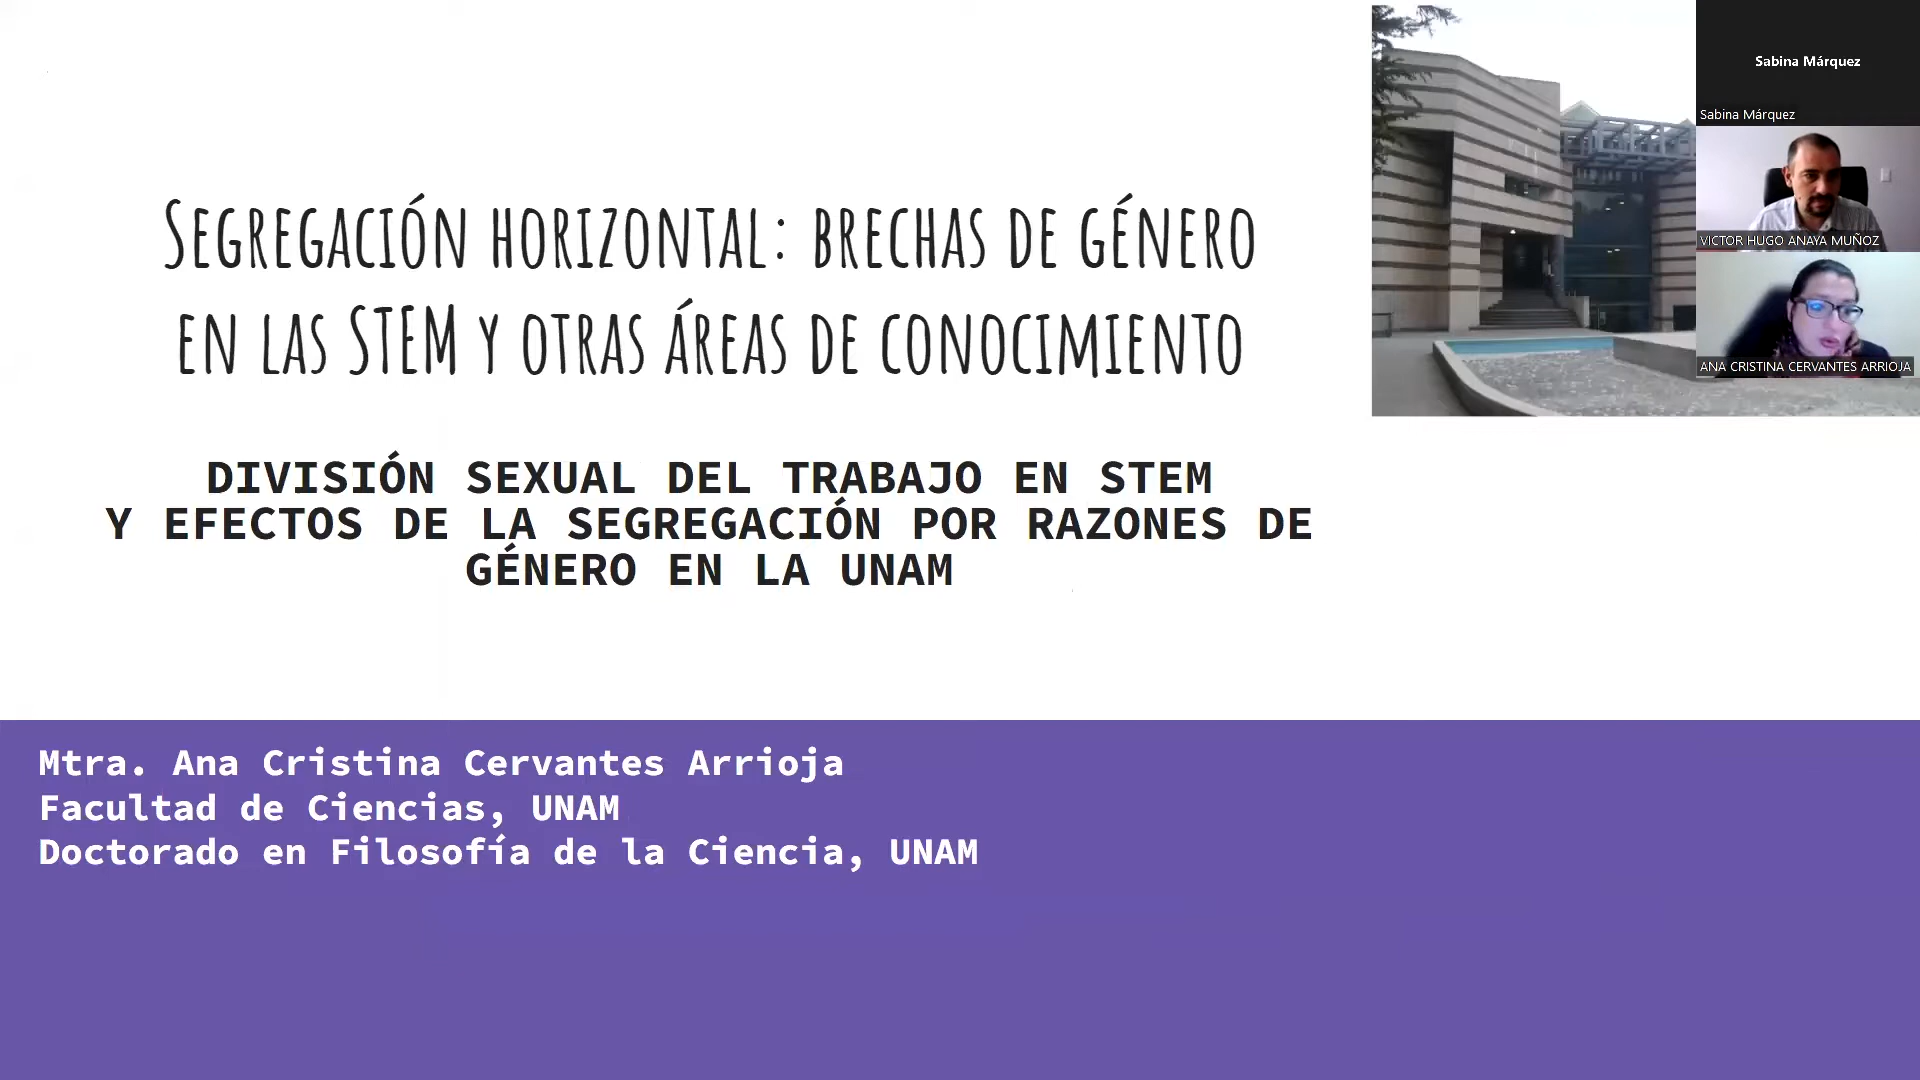 Segregación horizontal: brechas de género
en las STEM y otras áreas de conocimiento
DIVISIÓN SEXUAL DEL TRABAJO EN STEM
Y EFECTOS DE LA SEGREGACIÓN POR RAZONES DE
GÉNERO EN LA UNAM
Mtra. Ana Cristina Cervantes Arrioja
Facultad de Ciencias, UNAM
Doctorado en Filosofía de la Ciencia, UNAM
Sabina Márquez
Sabina Márquez
VICTOR HUGO ANAYA MUÑOZ
ANA CRISTINA CERVANTES ARRIOJA